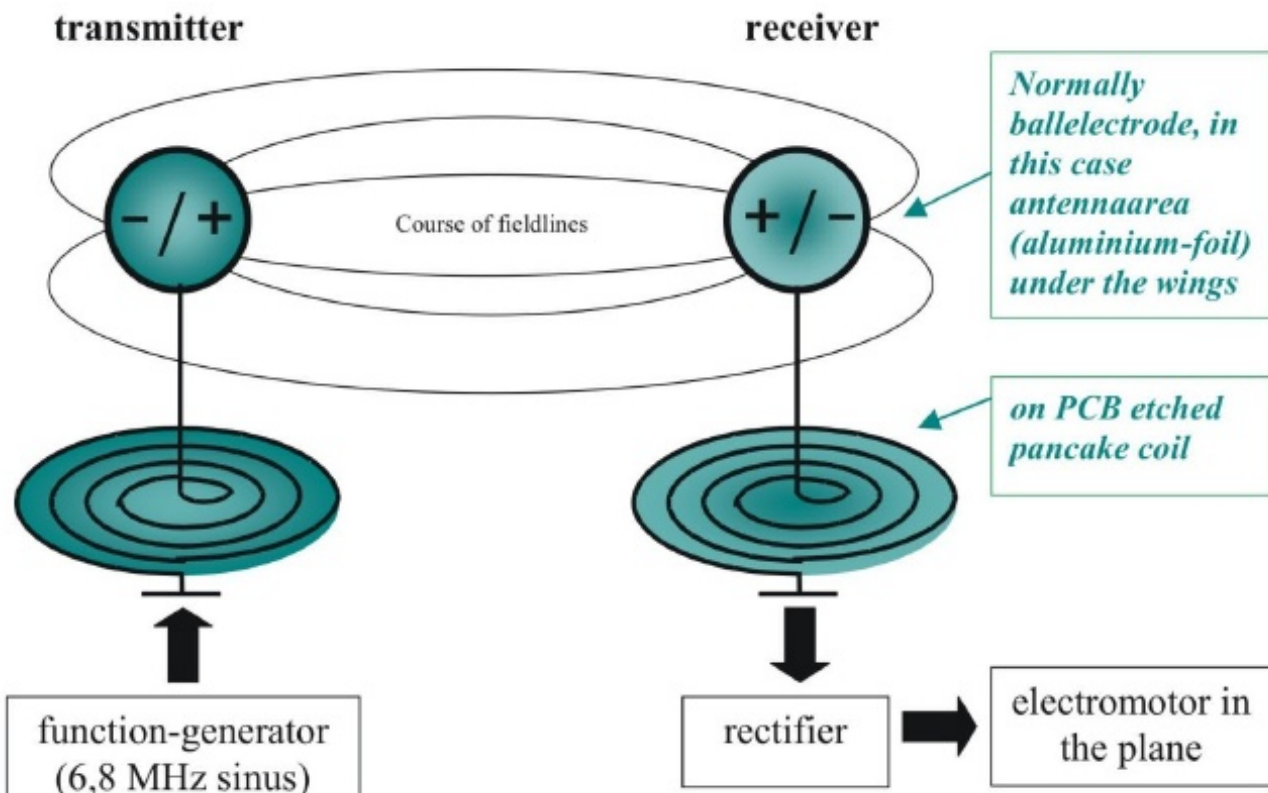 transmitter
receiver
Normally
ballelectrode, in
this case
antennaarea
(aluminium-foil)
under the wings
- / +
Course of fieldlines
+ / -
on PCB etched
pancake coil
function-generator
(6,8 MHz sinus)
rectifier
electromotor in
the plane